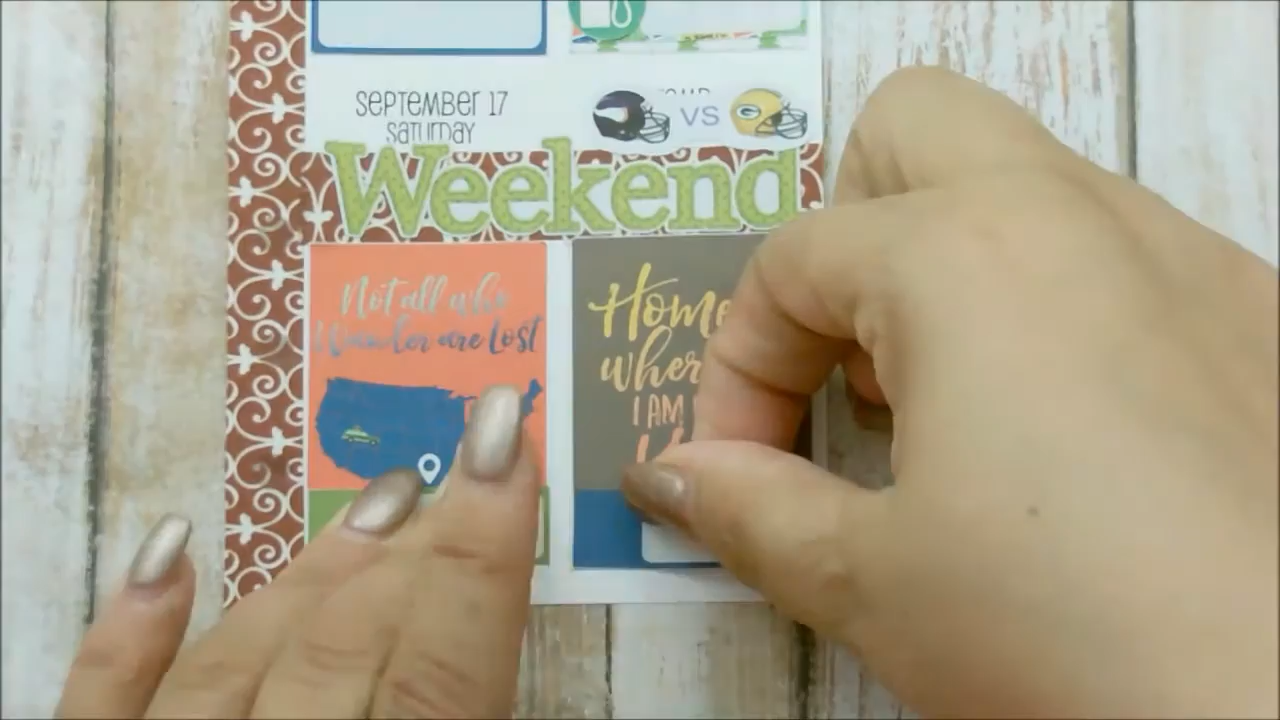 September 17
Saturday
VS
G
Weekend
Not all who
Wander are Lost
Home
wher
I AM